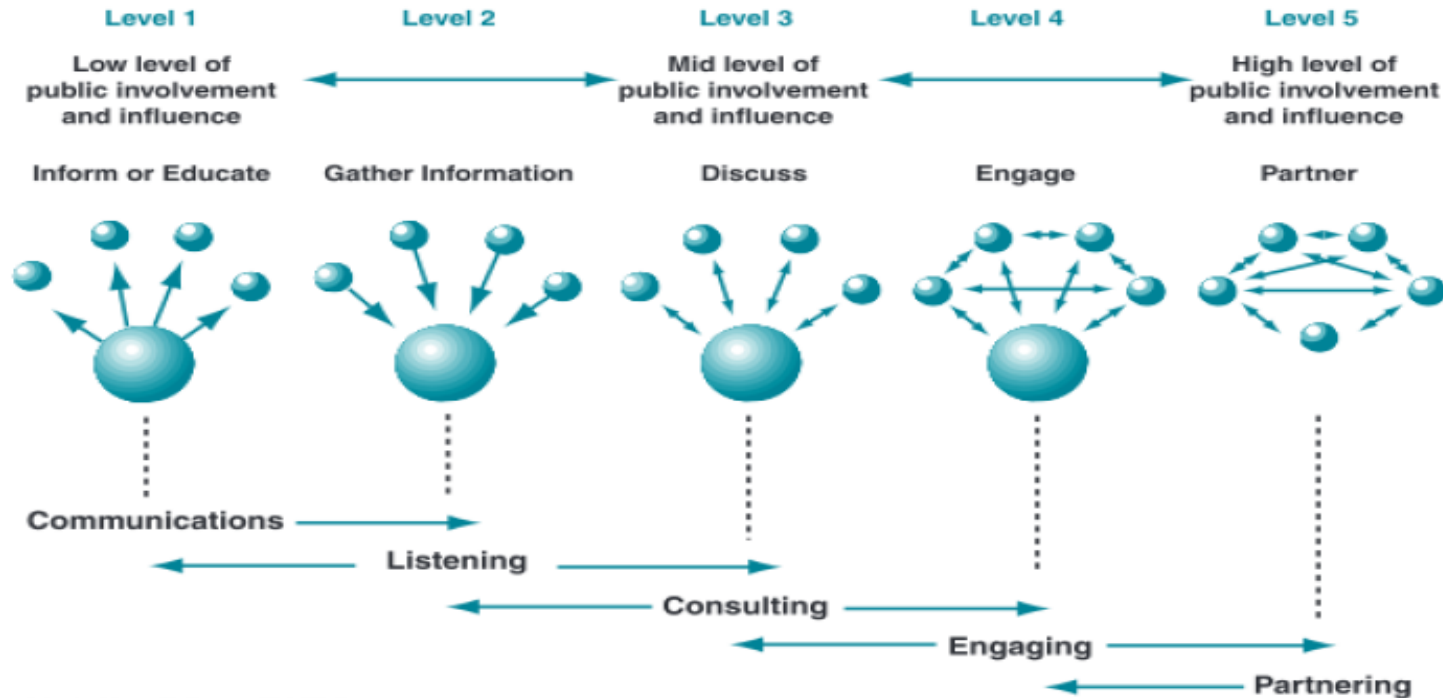 Level 1 Level 2 Level 3 Level 4 Level 5
Low level of
public involvement
and influence
Mid level of
public involvement
and influence
High level of
public involvement
and influence
Inform or Educate Gather Information Discuss Engage Partner
Communications
Listening
Consulting
Engaging
Partnering